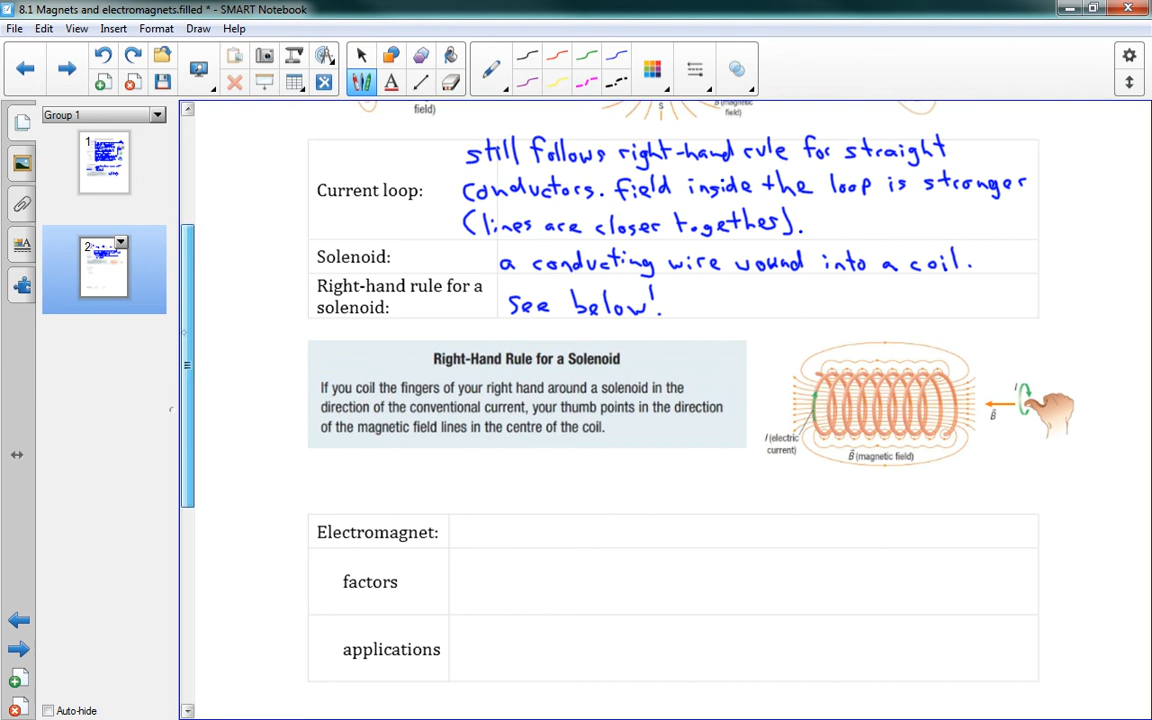 8.1 Magnets and electromagnets.filled * - SMART Notebook
File Edit View Insert Format Draw Help
Group 1
1
2
Auto-hide
field)
S
B (magnetic
field)
Current loop:
still follows right-hand rule for straight
conductors. field inside the loop is stronger
(lines are closer together).
Solenoid:
a conducting wire wound into a coil.
Right-hand rule for a
solenoid:
see below!
Right-Hand Rule for a Solenoid
If you coil the fingers of your right hand around a solenoid in the
direction of the conventional current, your thumb points in the direction
of the magnetic field lines in the centre of the coil.
I (electric
current)
B (magnetic field)
I
B
Electromagnet:
factors
applications